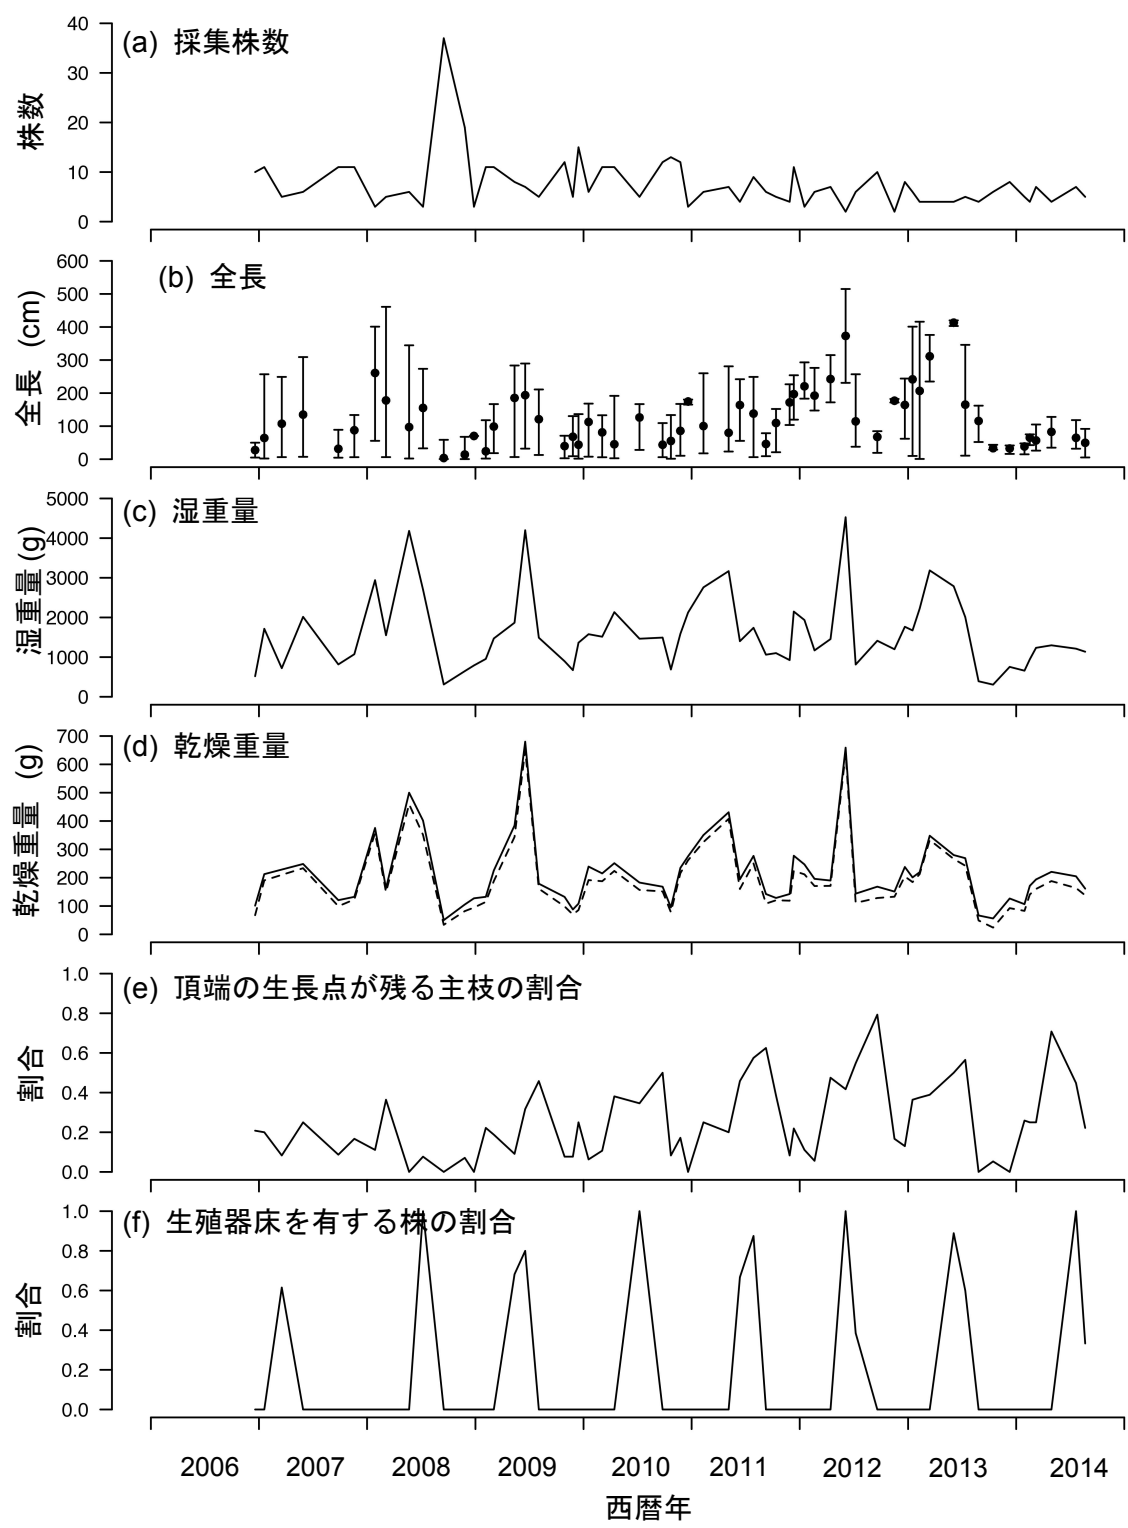 (a) 採集株数
株数
40
30
20
10
0
(b) 全長
全長 (cm)
600
500
400
300
200
100
0
(c) 湿重量
湿重量(g)
5000
4000
3000
2000
1000
0
(d) 乾燥重量
乾燥重量 (g)
700
600
500
400
300
200
100
0
(e) 頂端の生長点が残る主枝の割合
割合
1.0
0.8
0.6
0.4
0.2
0.0
(f) 生殖器床を有する株の割合
割合
1.0
0.8
0.6
0.4
0.2
0.0
2006 2007 2008 2009 2010 2011 2012 2013 2014
西暦年